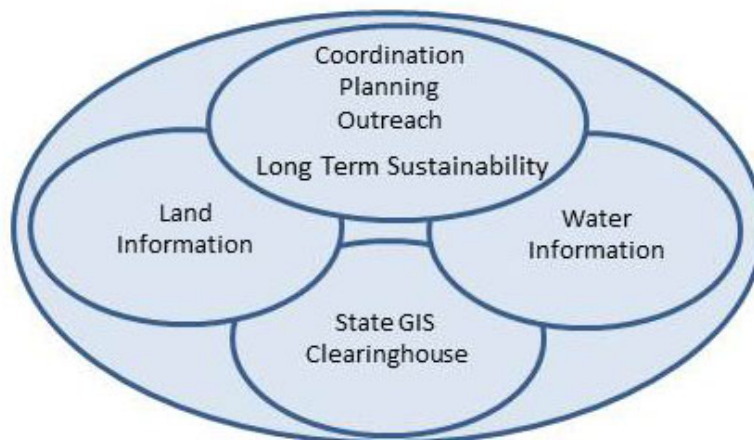 Coordination
Planning
Outreach
Long Term Sustainability
Land
Information
Water
Information
State GIS
Clearinghouse